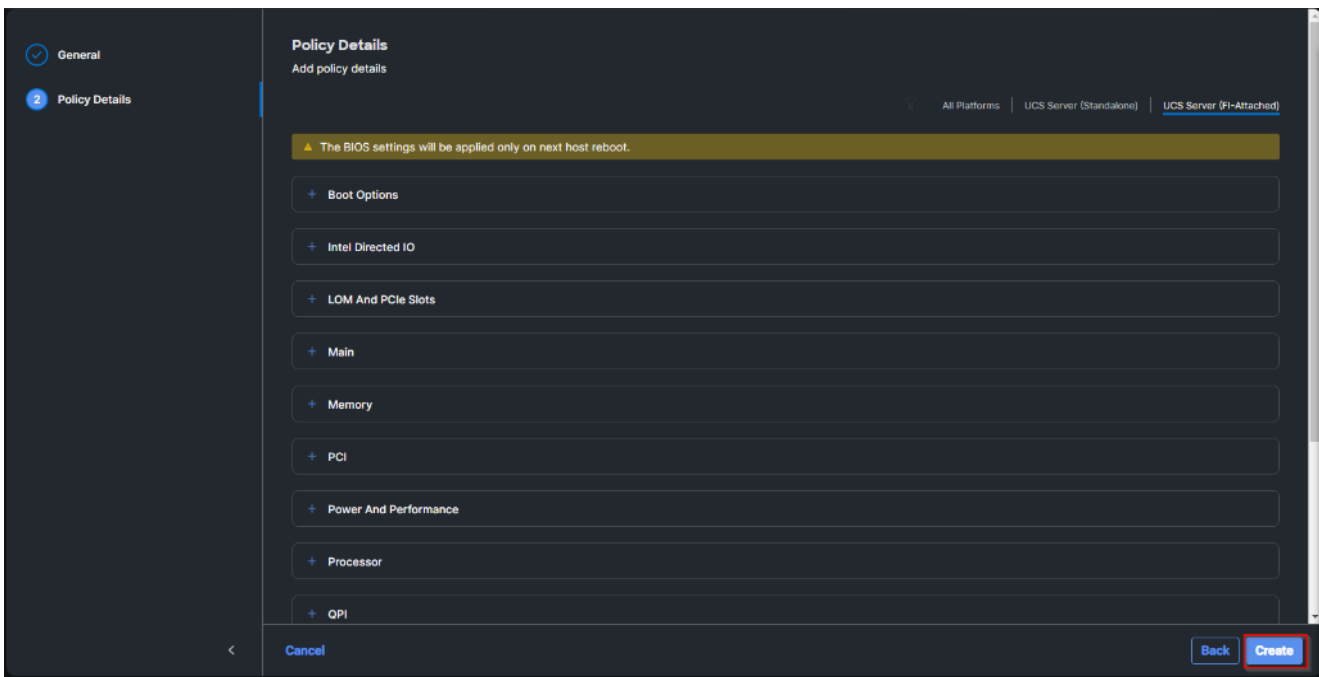 General
2 Policy Details
Policy Details
Add policy details
All Platforms | UCS Server (Standalone) | UCS Server (FI-Attached)
The BIOS settings will be applied only on next host reboot.
+ Boot Options
+ Intel Directed IO
+ LOM And PCIe Slots
+ Main
+ Memory
+ PCI
+ Power And Performance
+ Processor
+ QPI
< Cancel Back Create